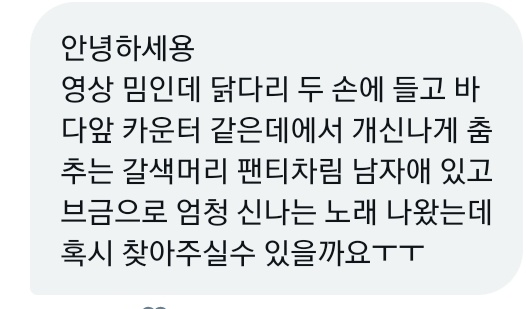 안녕하세용
영상 밈인데 닭다리 두 손에 들고 바
다앞 카운터 같은데에서 개신나게 춤
추는 갈색머리 팬티차림 남자애 있고
브금으로 엄청 신나는 노래 나왔는데
혹시 찾아주실수 있을까요ㅜㅜ